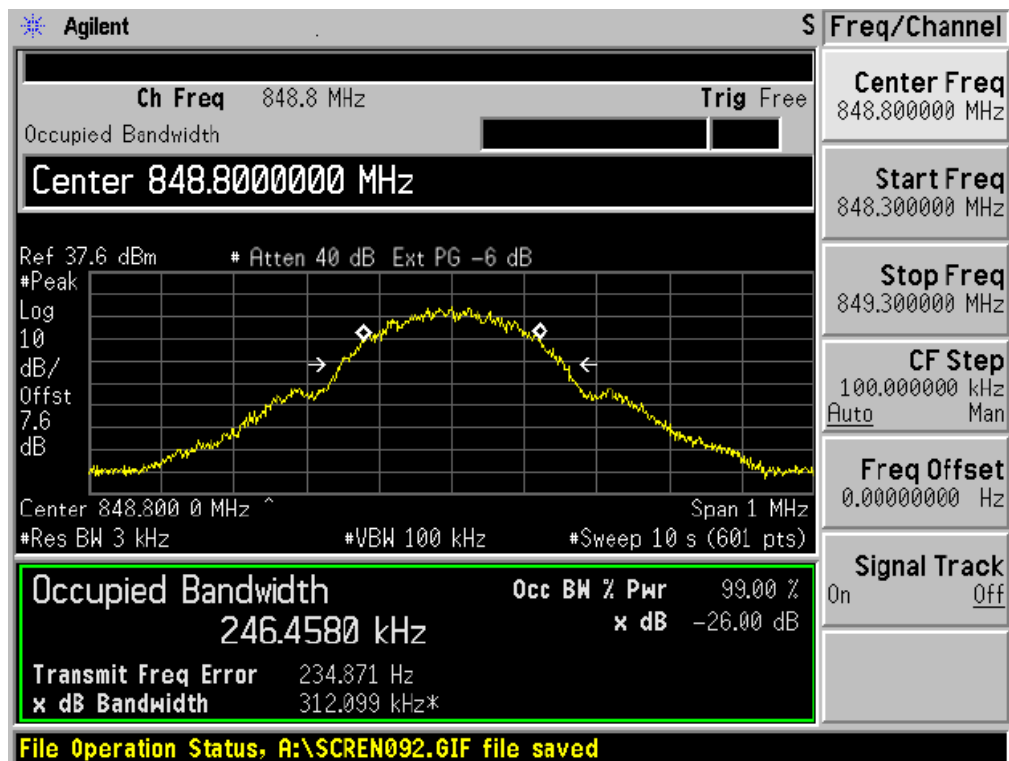 Agilent S Freq/Channel
Ch Freq 848.8 MHz Trig Free
Occupied Bandwidth
Center 848.8000000 MHz
Ref 37.6 dBm # Atten 40 dB Ext PG -6 dB
#Peak
Log
10
dB/
Offst
7.6
dB
Center 848.800 0 MHz ^ Span 1 MHz
#Res BW 3 kHz #VBW 100 kHz #Sweep 10 s (601 pts)
Occupied Bandwidth Occ BW % Pwr 99.00 %
246.4580 kHz x dB -26.00 dB
Transmit Freq Error 234.871 Hz
x dB Bandwidth 312.099 kHz*
File Operation Status, A:\SCREN092.GIF file saved
Center Freq
848.800000 MHz
Start Freq
848.300000 MHz
Stop Freq
849.300000 MHz
CF Step
100.000000 kHz
Auto Man
Freq Offset
0.00000000 Hz
Signal Track
On Off